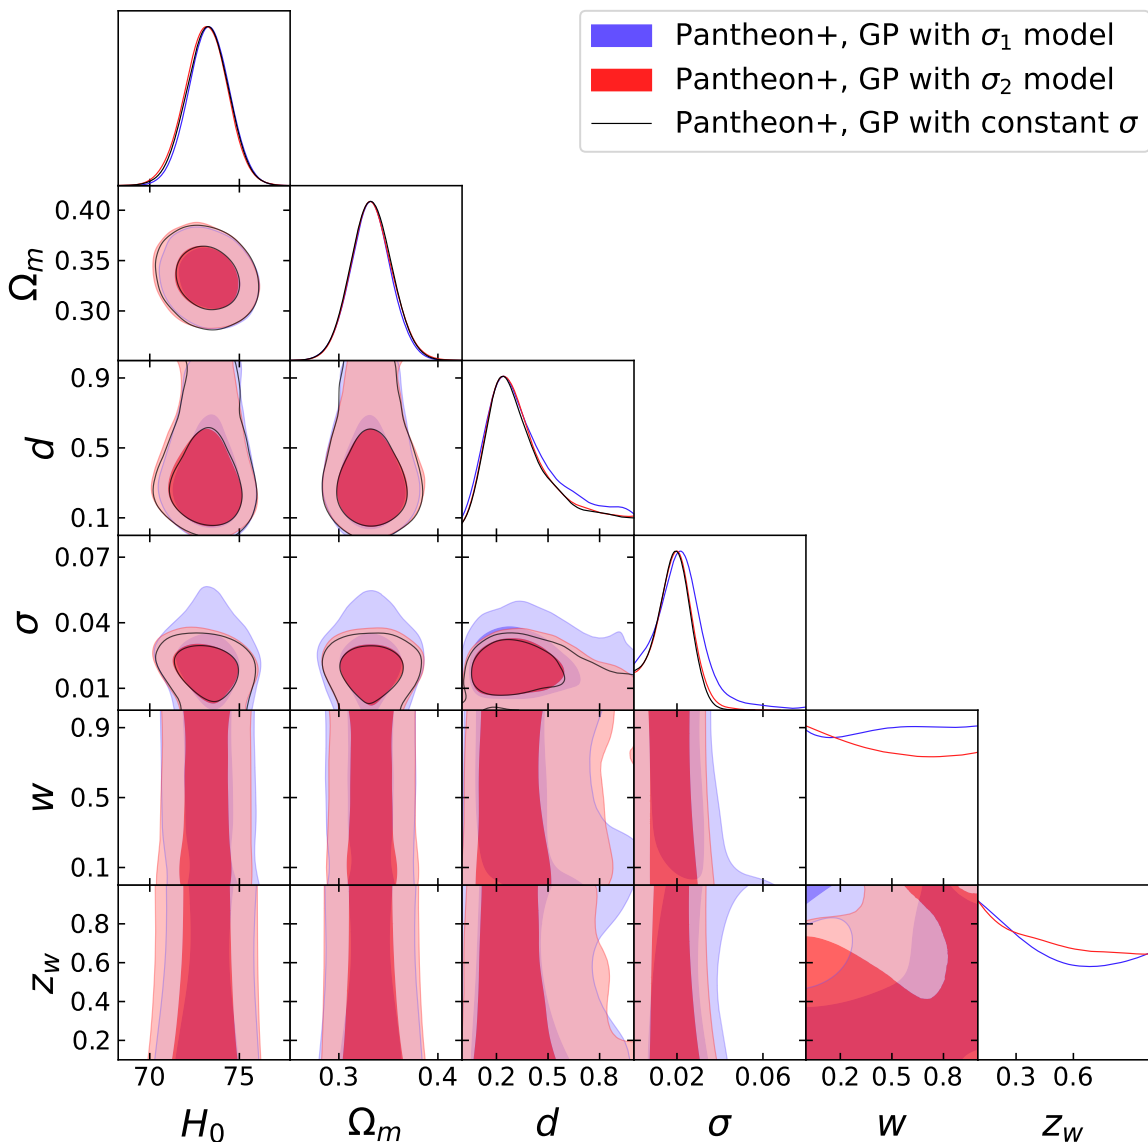 Pantheon+, GP with σ₁ model
Pantheon+, GP with σ₂ model
Pantheon+, GP with constant σ
0.40
0.35
0.30
Ωₘ
0.9
0.5
0.1
d
0.07
0.04
0.01
σ
0.9
0.5
0.1
w
0.8
0.6
0.4
0.2
z_w
70 75 0.3 0.4 0.2 0.5 0.8 0.02 0.06 0.2 0.5 0.8 0.3 0.6
H₀ Ωₘ d σ w z_w